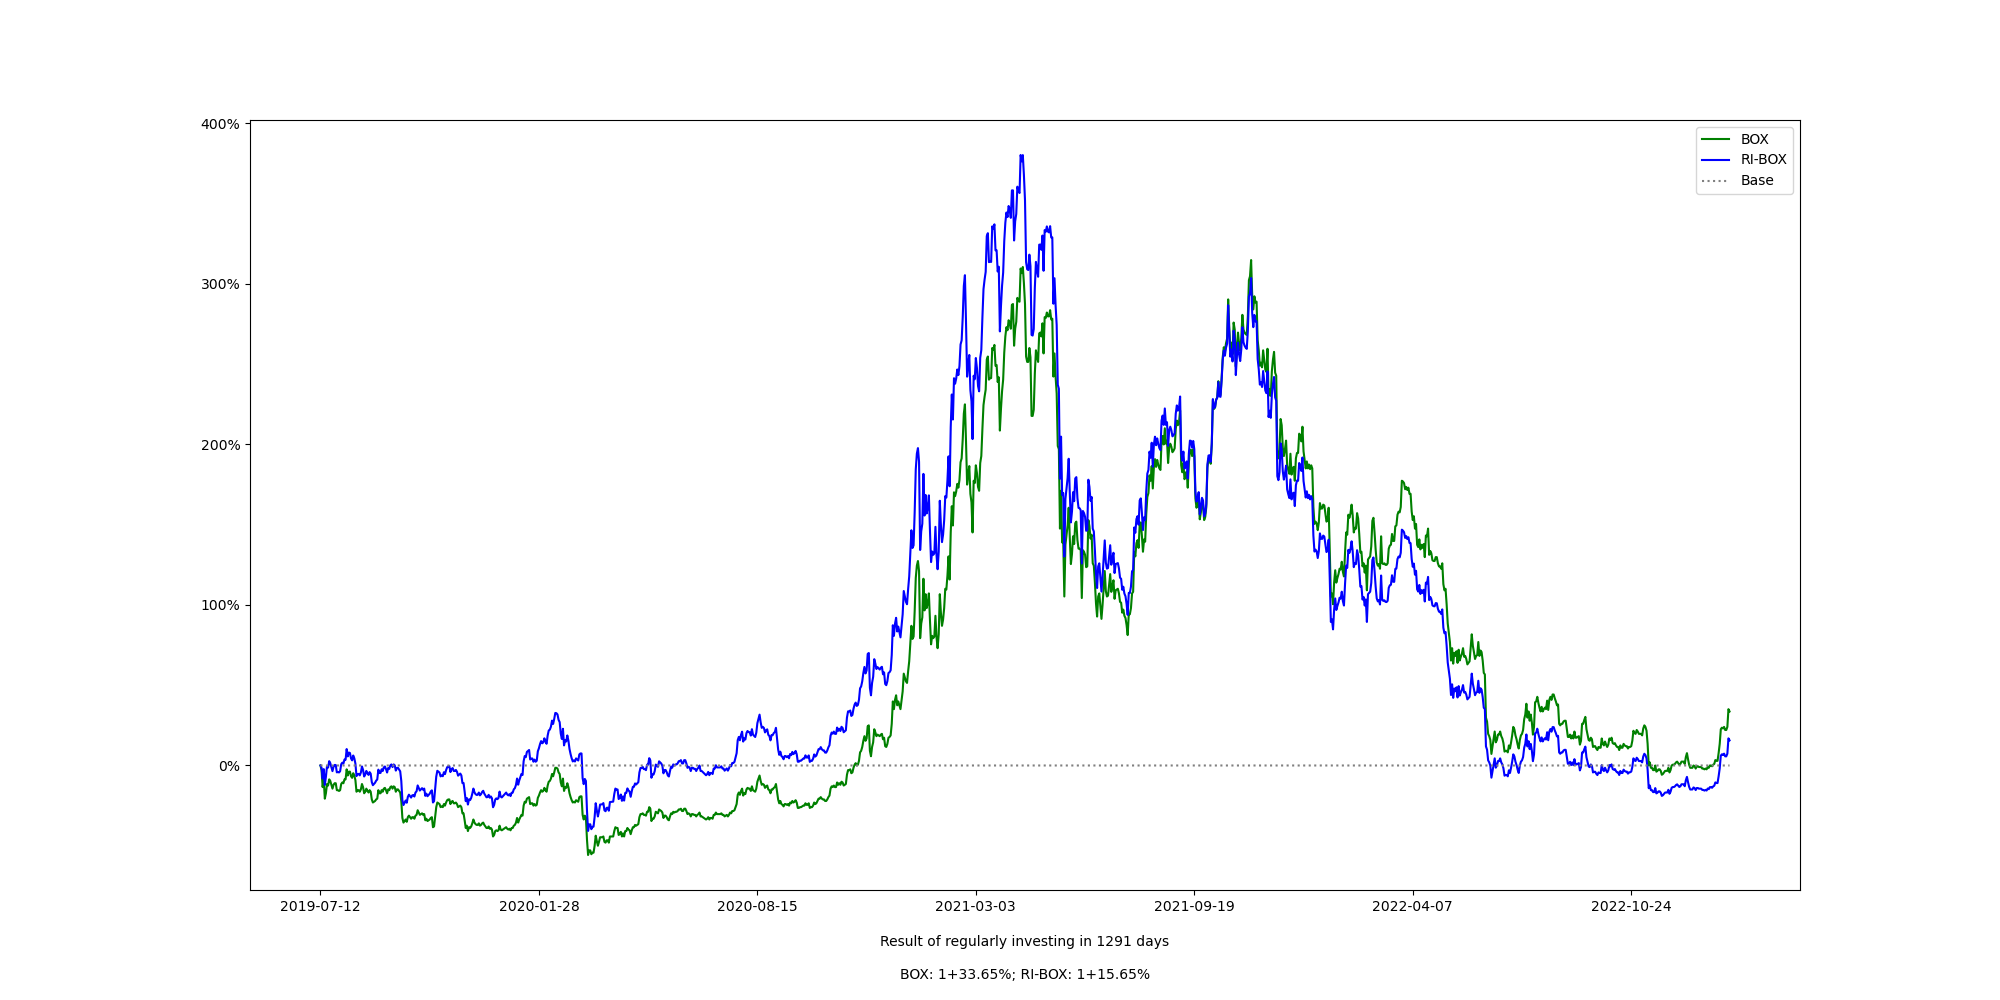 400%
300%
200%
100%
0%
BOX
RI-BOX
Base
2019-07-12 2020-01-28 2020-08-15 2021-03-03 2021-09-19 2022-04-07 2022-10-24
Result of regularly investing in 1291 days
BOX: 1+33.65%; RI-BOX: 1+15.65%